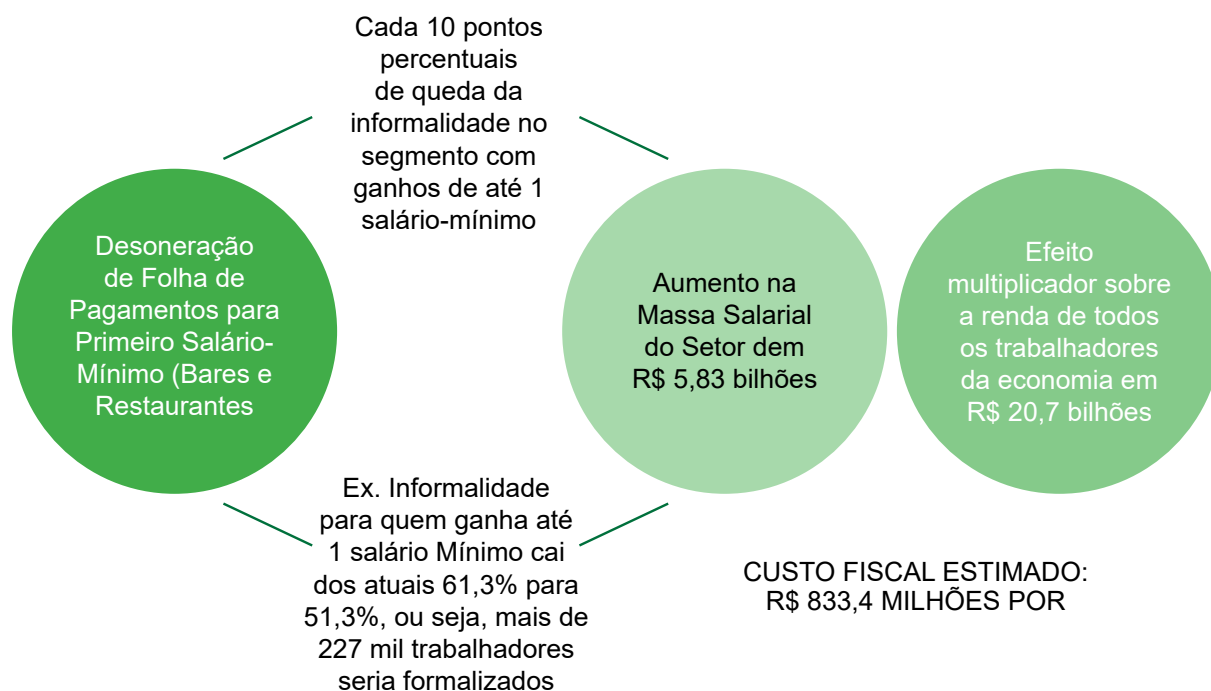 Cada 10 pontos
percentuais
de queda da
informalidade no
segmento com
ganhos de até 1
salário-mínimo
Desoneração
de Folha de
Pagamentos para
Primeiro Salário-
Mínimo (Bares e
Restaurantes
Aumento na
Massa Salarial
do Setor dem
R$ 5,83 bilhões
Efeito
multiplicador sobre
a renda de todos
os trabalhadores
da economia em
R$ 20,7 bilhões
Ex. Informalidade
para quem ganha até
1 salário Mínimo cai
dos atuais 61,3% para
51,3%, ou seja, mais de
227 mil trabalhadores
seria formalizados
CUSTO FISCAL ESTIMADO:
R$ 833,4 MILHÕES POR